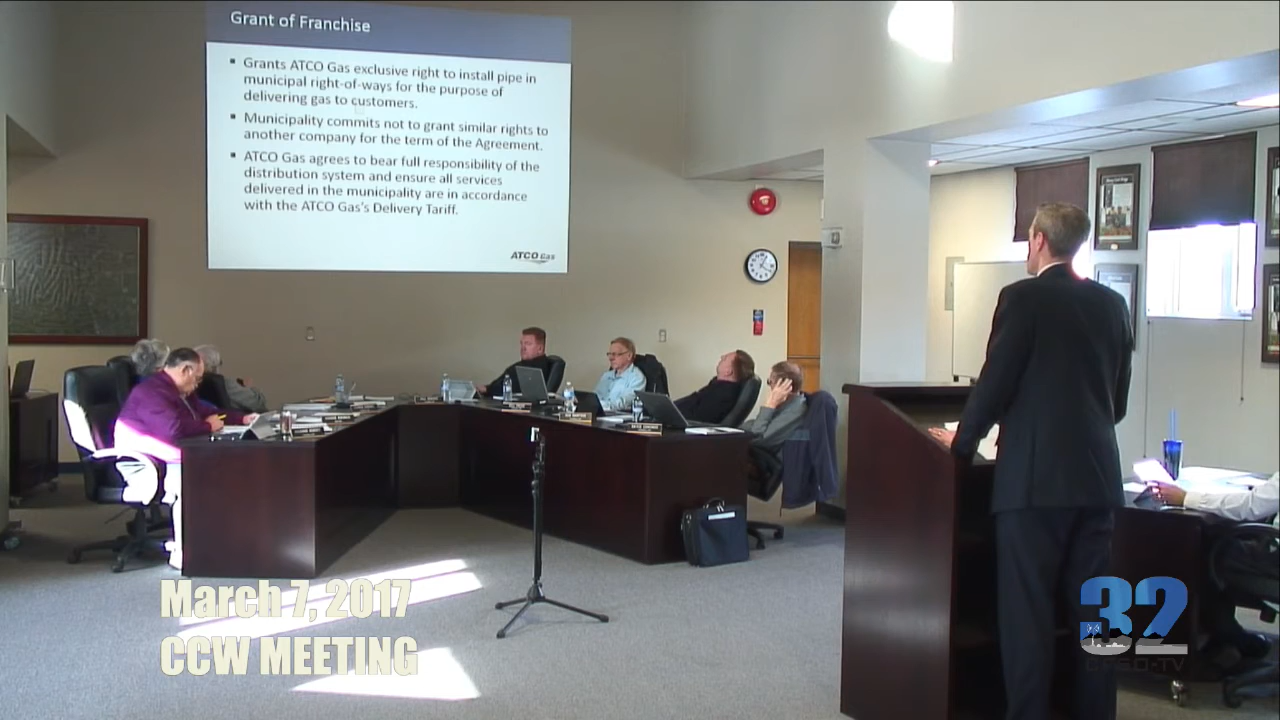 Grant of Franchise
▪ Grants ATCO Gas exclusive right to install pipe in
municipal right-of-ways for the purpose of
delivering gas to customers.
▪ Municipality commits not to grant similar rights to
another company for the term of the Agreement.
▪ ATCO Gas agrees to bear full responsibility of the
distribution system and ensure all services
delivered in the municipality are in accordance
with the ATCO Gas's Delivery Tariff.
ATCO Gas
March 7, 2017
CCW MEETING
32